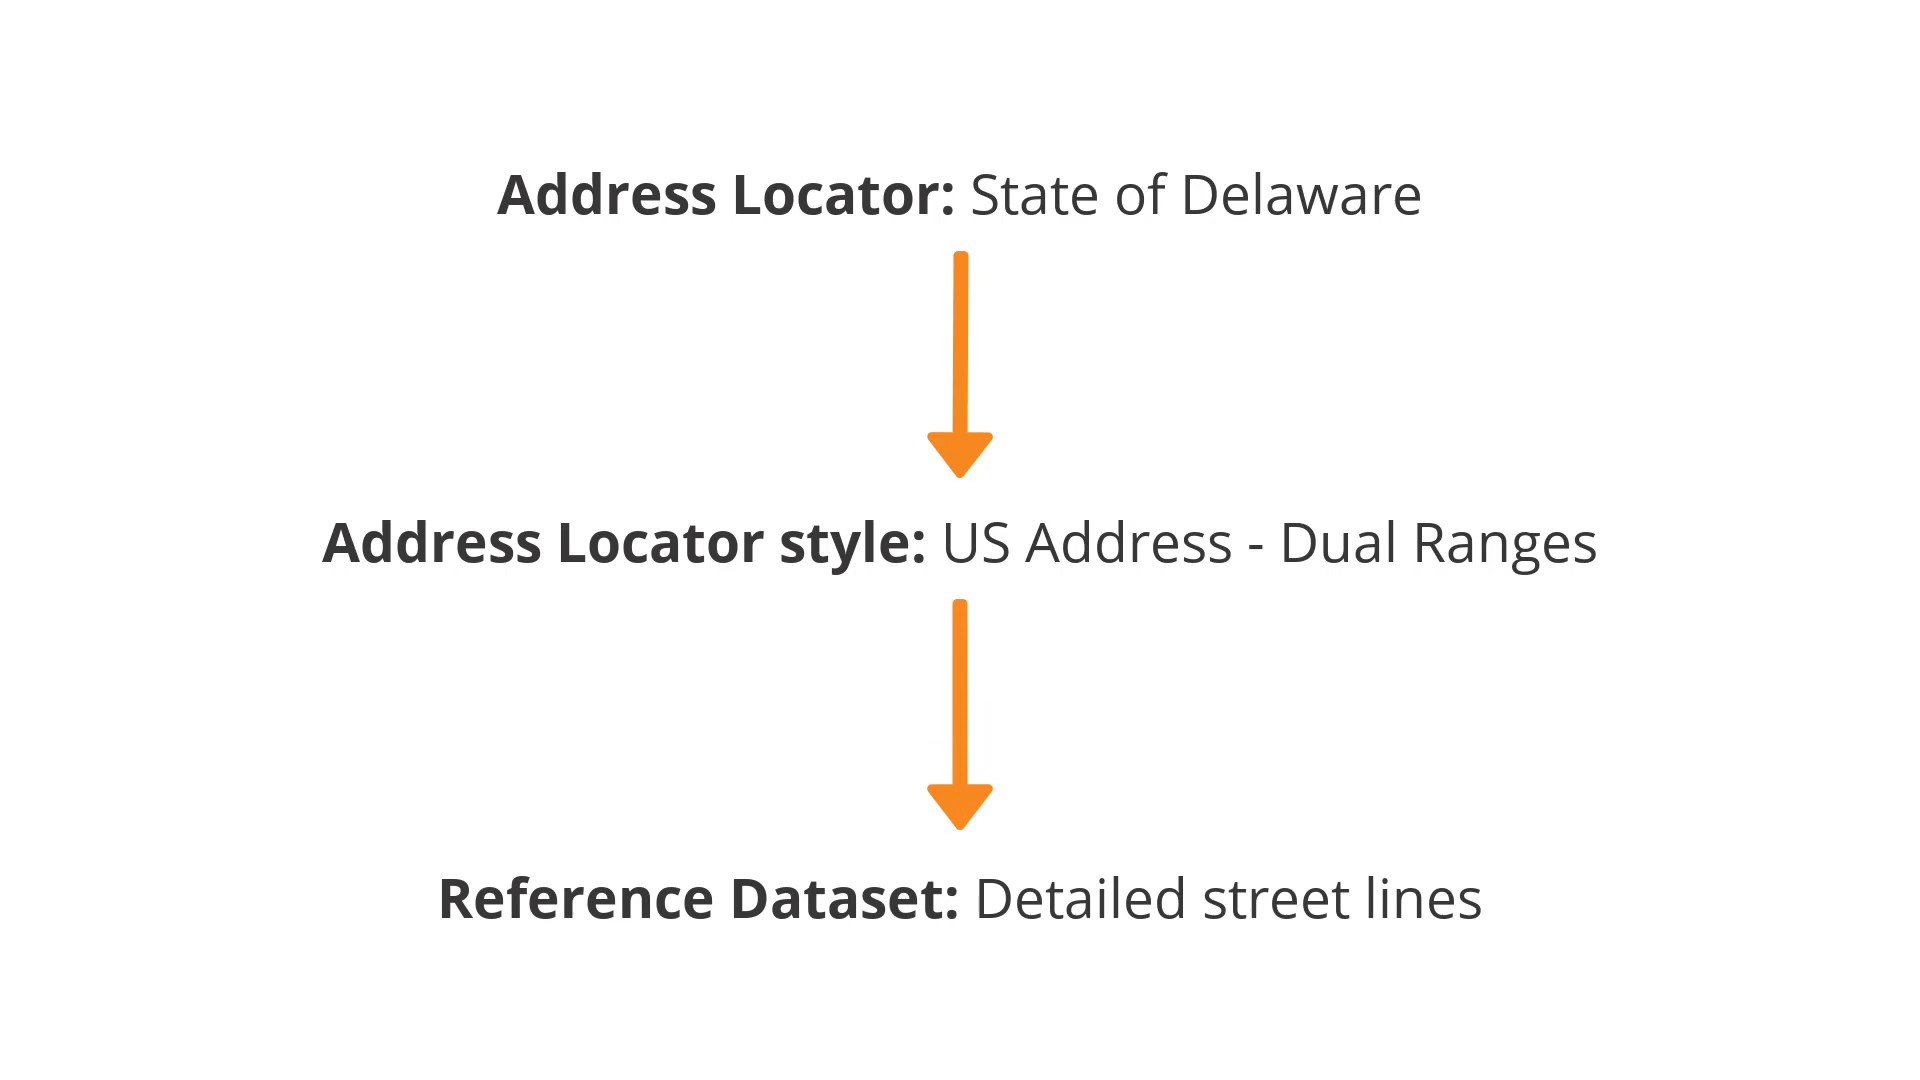 Address Locator: State of Delaware
Address Locator style: US Address - Dual Ranges
Reference Dataset: Detailed street lines